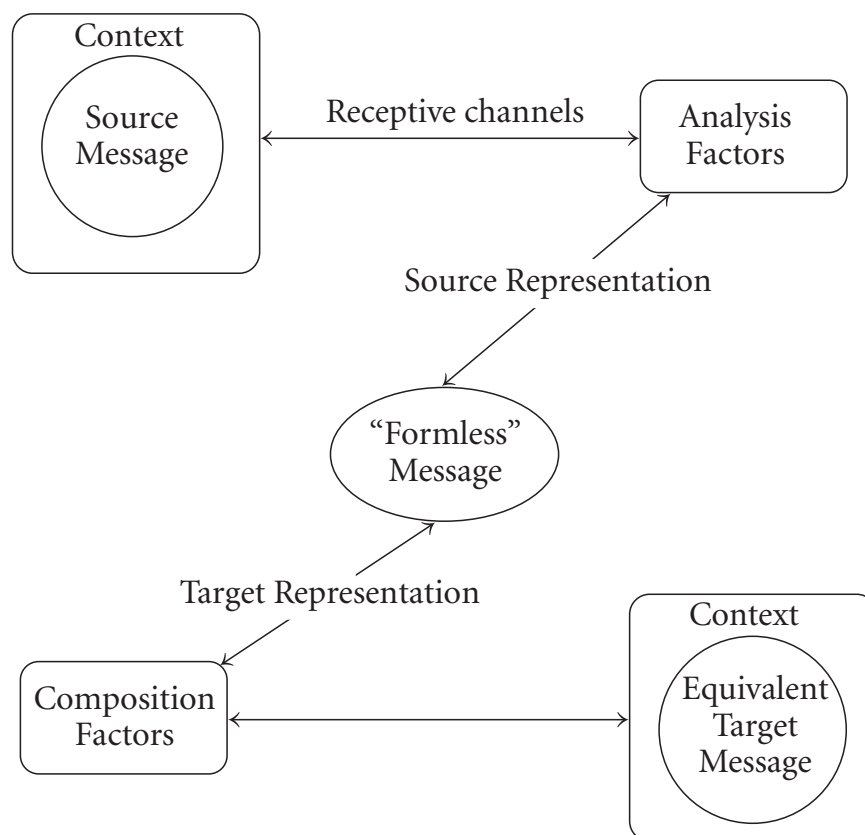 Context
Source
Message
Receptive channels
Analysis
Factors
Source Representation
“Formless”
Message
Target Representation
Composition
Factors
Context
Equivalent
Target
Message